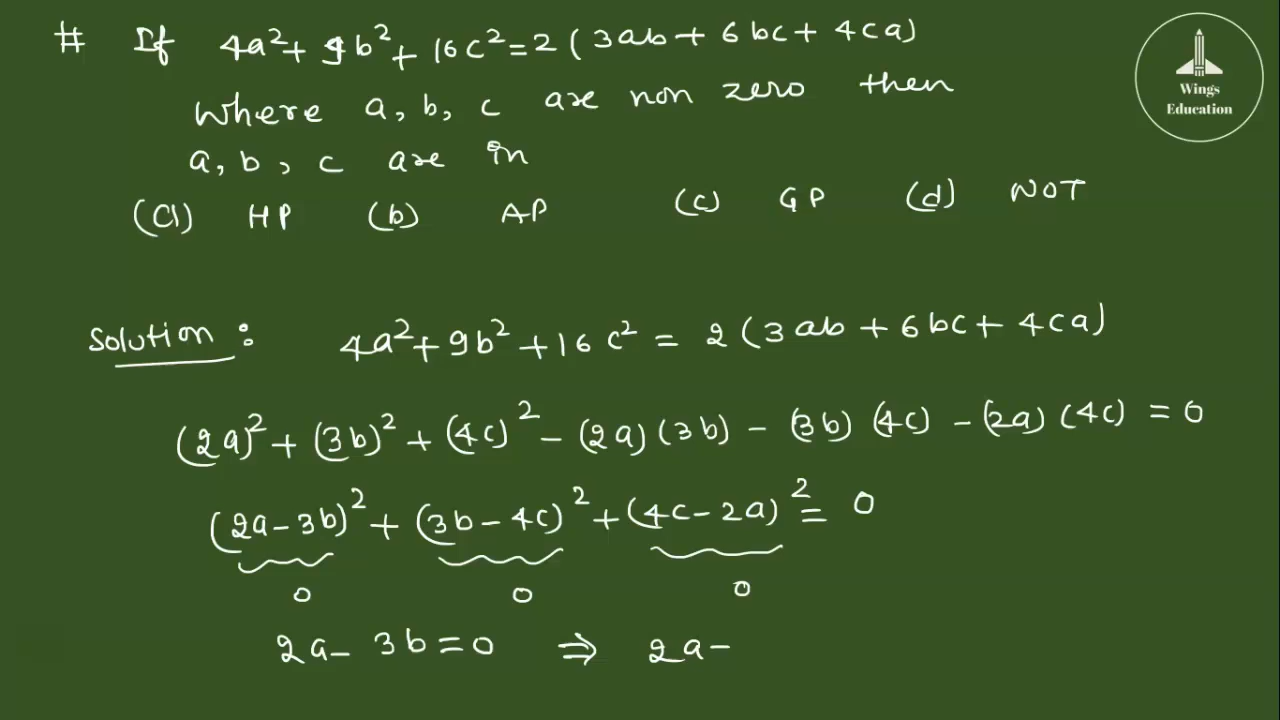 # If 4a²+ 9b²+ 16c²=2(3ab+ 6bc+ 4ca)
Wings
Education
Where a, b, c are non zero then
a, b, c are in
(a) HP (b) AP (c) GP (d) NOT
Solution: 4a²+9b²+16c² = 2(3ab+6bc+4ca)
(2a)²+(3b)²+(4c)²-(2a)(3b)-(3b)(4c)-(2a)(4c)=0
(2a-3b)²+(3b-4c)²+(4c-2a)²=0
0 0 0
2a-3b=0 ⇒ 2a-